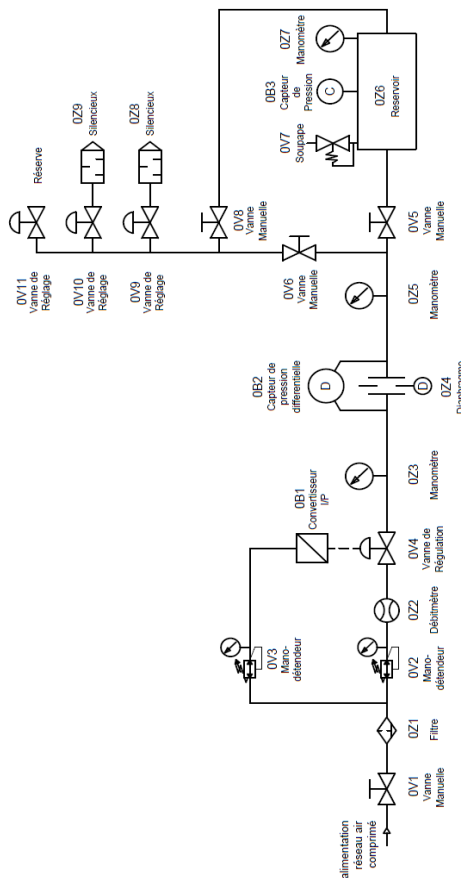 alimentation
réseau air
comprimé
0V1
Vanne
Manuelle
0Z1
Filtre
0V2
Mano-
détendeur
0V3
Mano-
détendeur
0Z2
Débitmètre
0V4
Vanne de
Régulation
0B1
Convertisseur
I/P
0Z3
Manomètre
0B2
Capteur de
pression
differentielle
D
D
0Z4
Diaphragme
0Z5
Manomètre
0V6
Vanne
Manuelle
0V5
Vanne
Manuelle
0V8
Vanne
Manuelle
0V9
Vanne de
Réglage
0V10
Vanne de
Réglage
0V11
Vanne de
Réglage
Réserve
0Z9
Silencieux
0Z8
Silencieux
0V7
Soupape
0B3
Capteur
de
Pression
C
0Z7
Manomètre
0Z6
Reservoir